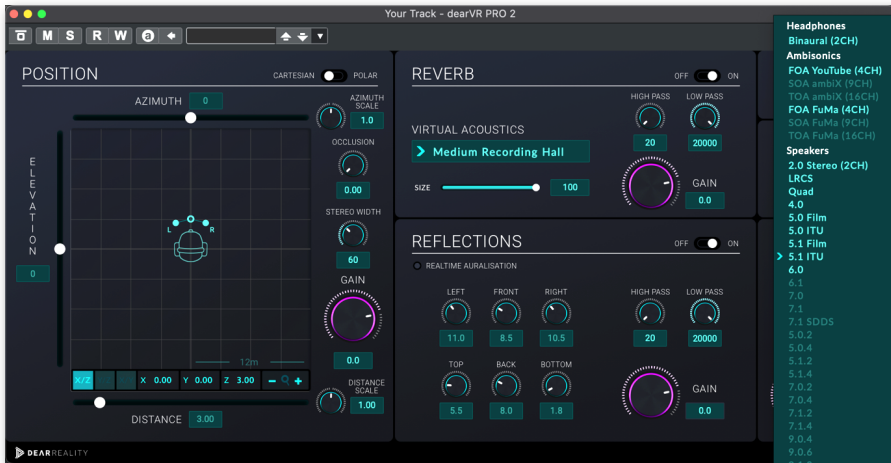 Your Track - dearVR PRO 2
M S R W a
POSITION
CARTESIAN POLAR
AZIMUTH 0
AZIMUTH
SCALE
1.0
OCCLUSION
0.00
STEREO WIDTH
60
GAIN
0.0
ELEVATION
0
L R
12m
X/Z X 0.00 Y 0.00 Z 3.00 - +
DISTANCE
SCALE
1.00
DISTANCE 3.00
REVERB
OFF ON
HIGH PASS LOW PASS
20 20000
VIRTUAL ACOUSTICS
Medium Recording Hall
SIZE 100
GAIN
0.0
REFLECTIONS
OFF ON
REALTIME AURALISATION
LEFT FRONT RIGHT HIGH PASS LOW PASS
11.0 8.5 10.5 20 20000
TOP BACK BOTTOM
5.5 8.0 1.8
GAIN
0.0
Headphones
Binaural (2CH)
Ambisonics
FOA YouTube (4CH)
SOA ambiX (9CH)
TOA ambiX (16CH)
FOA FuMa (4CH)
SOA FuMa (9CH)
TOA FuMa (16CH)
Speakers
2.0 Stereo (2CH)
LRCS
Quad
4.0
5.0 Film
5.0 ITU
5.1 Film
5.1 ITU
6.0
6.1
7.0
7.1
7.1 SDDS
5.0.2
5.0.4
5.1.2
5.1.4
7.0.2
7.0.4
7.1.2
7.1.4
9.0.4
9.0.6
DEARREALITY